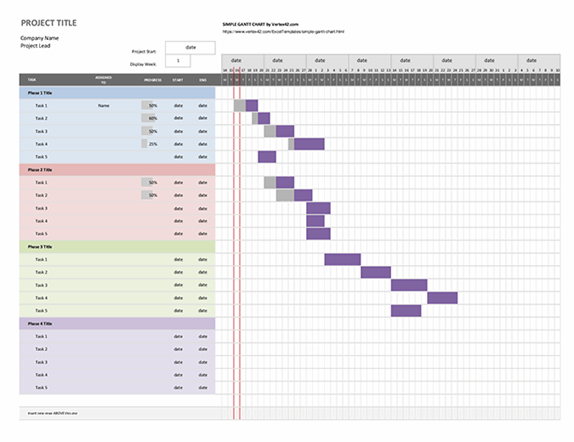 PROJECT TITLE
SIMPLE GANTT CHART by Vertex42.com
https://www.vertex42.com/ExcelTemplates/simple-gantt-chart.html
Company Name
Project Lead
Project Start:
date
Display Week:
1
date date date date date date date date
TASK ASSIGNED TO PROGRESS START END
Phase 1 Title
Task 1 Name 50% date date
Task 2 60% date date
Task 3 50% date date
Task 4 25% date date
Task 5 date date
Phase 2 Title
Task 1 50% date date
Task 2 50% date date
Task 3 date date
Task 4 date date
Task 5 date date
Phase 3 Title
Task 1 date date
Task 2 date date
Task 3 date date
Task 4 date date
Task 5 date date
Phase 4 Title
Task 1 date date
Task 2 date date
Task 3 date date
Task 4 date date
Task 5 date date
Insert new rows ABOVE this one